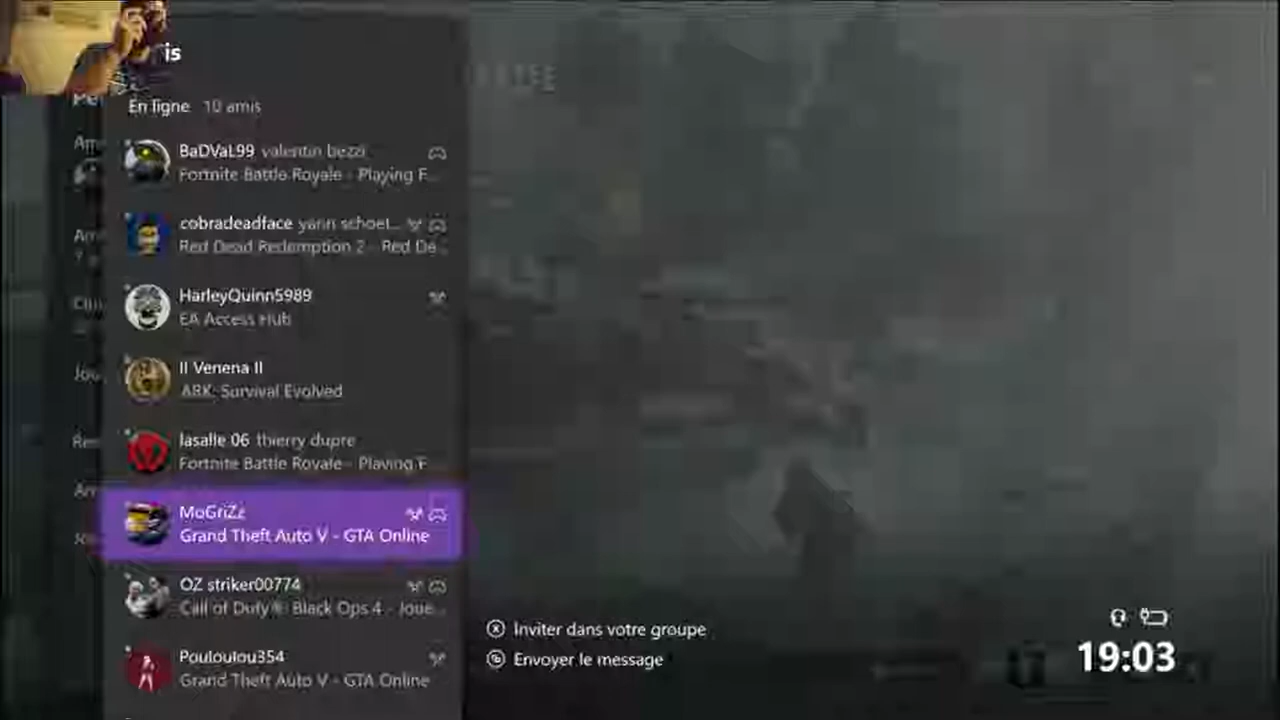 is
En ligne 10 amis
BaDVaL99 valentin bezzi
Fortnite Battle Royale - Playing F...
cobradeadface yann schoet...
Red Dead Redemption 2 - Red De...
HarleyQuinn5989
EA Access Hub
II Venena II
ARK: Survival Evolved
lasalle 06 thierry dupre
Fortnite Battle Royale - Playing F
MoGriZz
Grand Theft Auto V - GTA Online
OZ striker00774
Call of Duty®: Black Ops 4 - Joue...
Pouloulou354
Grand Theft Auto V - GTA Online
Inviter dans votre groupe
Envoyer le message
19:03